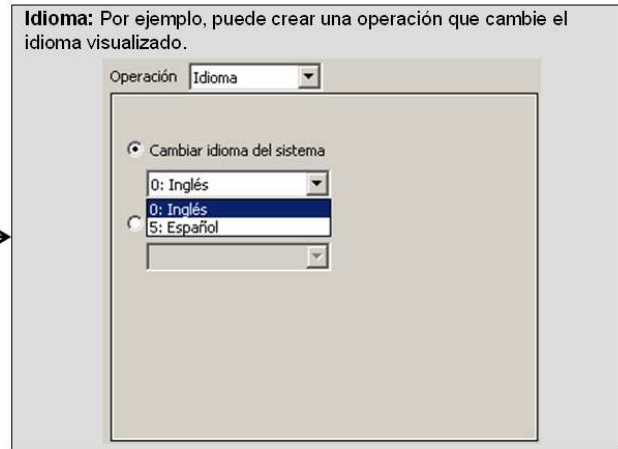 Idioma: Por ejemplo, puede crear una operación que cambie el
idioma visualizado.
Operación Idioma
Cambiar idioma del sistema
0: Inglés
0: Inglés
5: Español